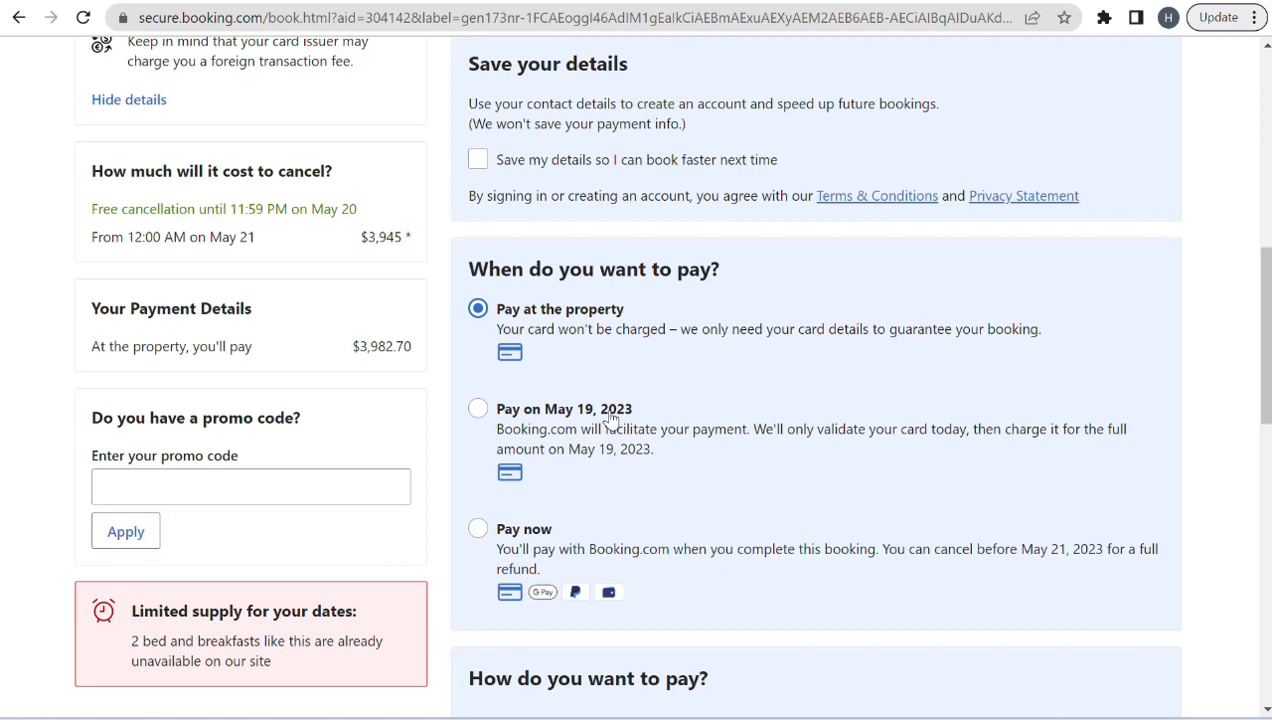 secure.booking.com/book.html?aid=304142&label=gen173nr-1FCAEoggI46AdIM1gEaIkCiAEBmAExuAEXyAEM2AEB6AEB-AECiAIBqAIDuAKd...
H
Update
Keep in mind that your card issuer may
charge you a foreign transaction fee.
Hide details
How much will it cost to cancel?
Free cancellation until 11:59 PM on May 20
From 12:00 AM on May 21 $3,945 *
Your Payment Details
At the property, you'll pay $3,982.70
Do you have a promo code?
Enter your promo code
Apply
Limited supply for your dates:
2 bed and breakfasts like this are already
unavailable on our site
Save your details
Use your contact details to create an account and speed up future bookings.
(We won't save your payment info.)
Save my details so I can book faster next time
By signing in or creating an account, you agree with our Terms & Conditions and Privacy Statement
When do you want to pay?
Pay at the property
Your card won't be charged – we only need your card details to guarantee your booking.
Pay on May 19, 2023
Booking.com will facilitate your payment. We'll only validate your card today, then charge it for the full
amount on May 19, 2023.
Pay now
You'll pay with Booking.com when you complete this booking. You can cancel before May 21, 2023 for a full
refund.
G Pay
How do you want to pay?